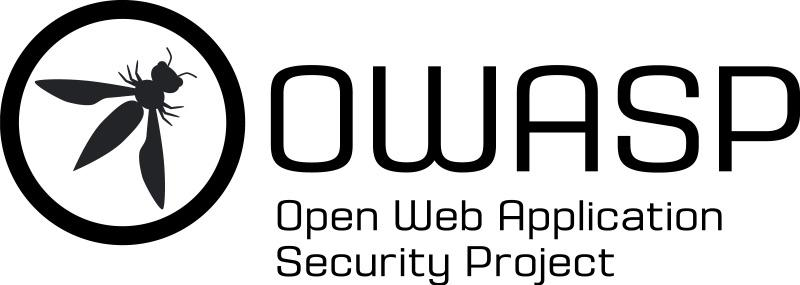 OWASP
Open Web Application
Security Project